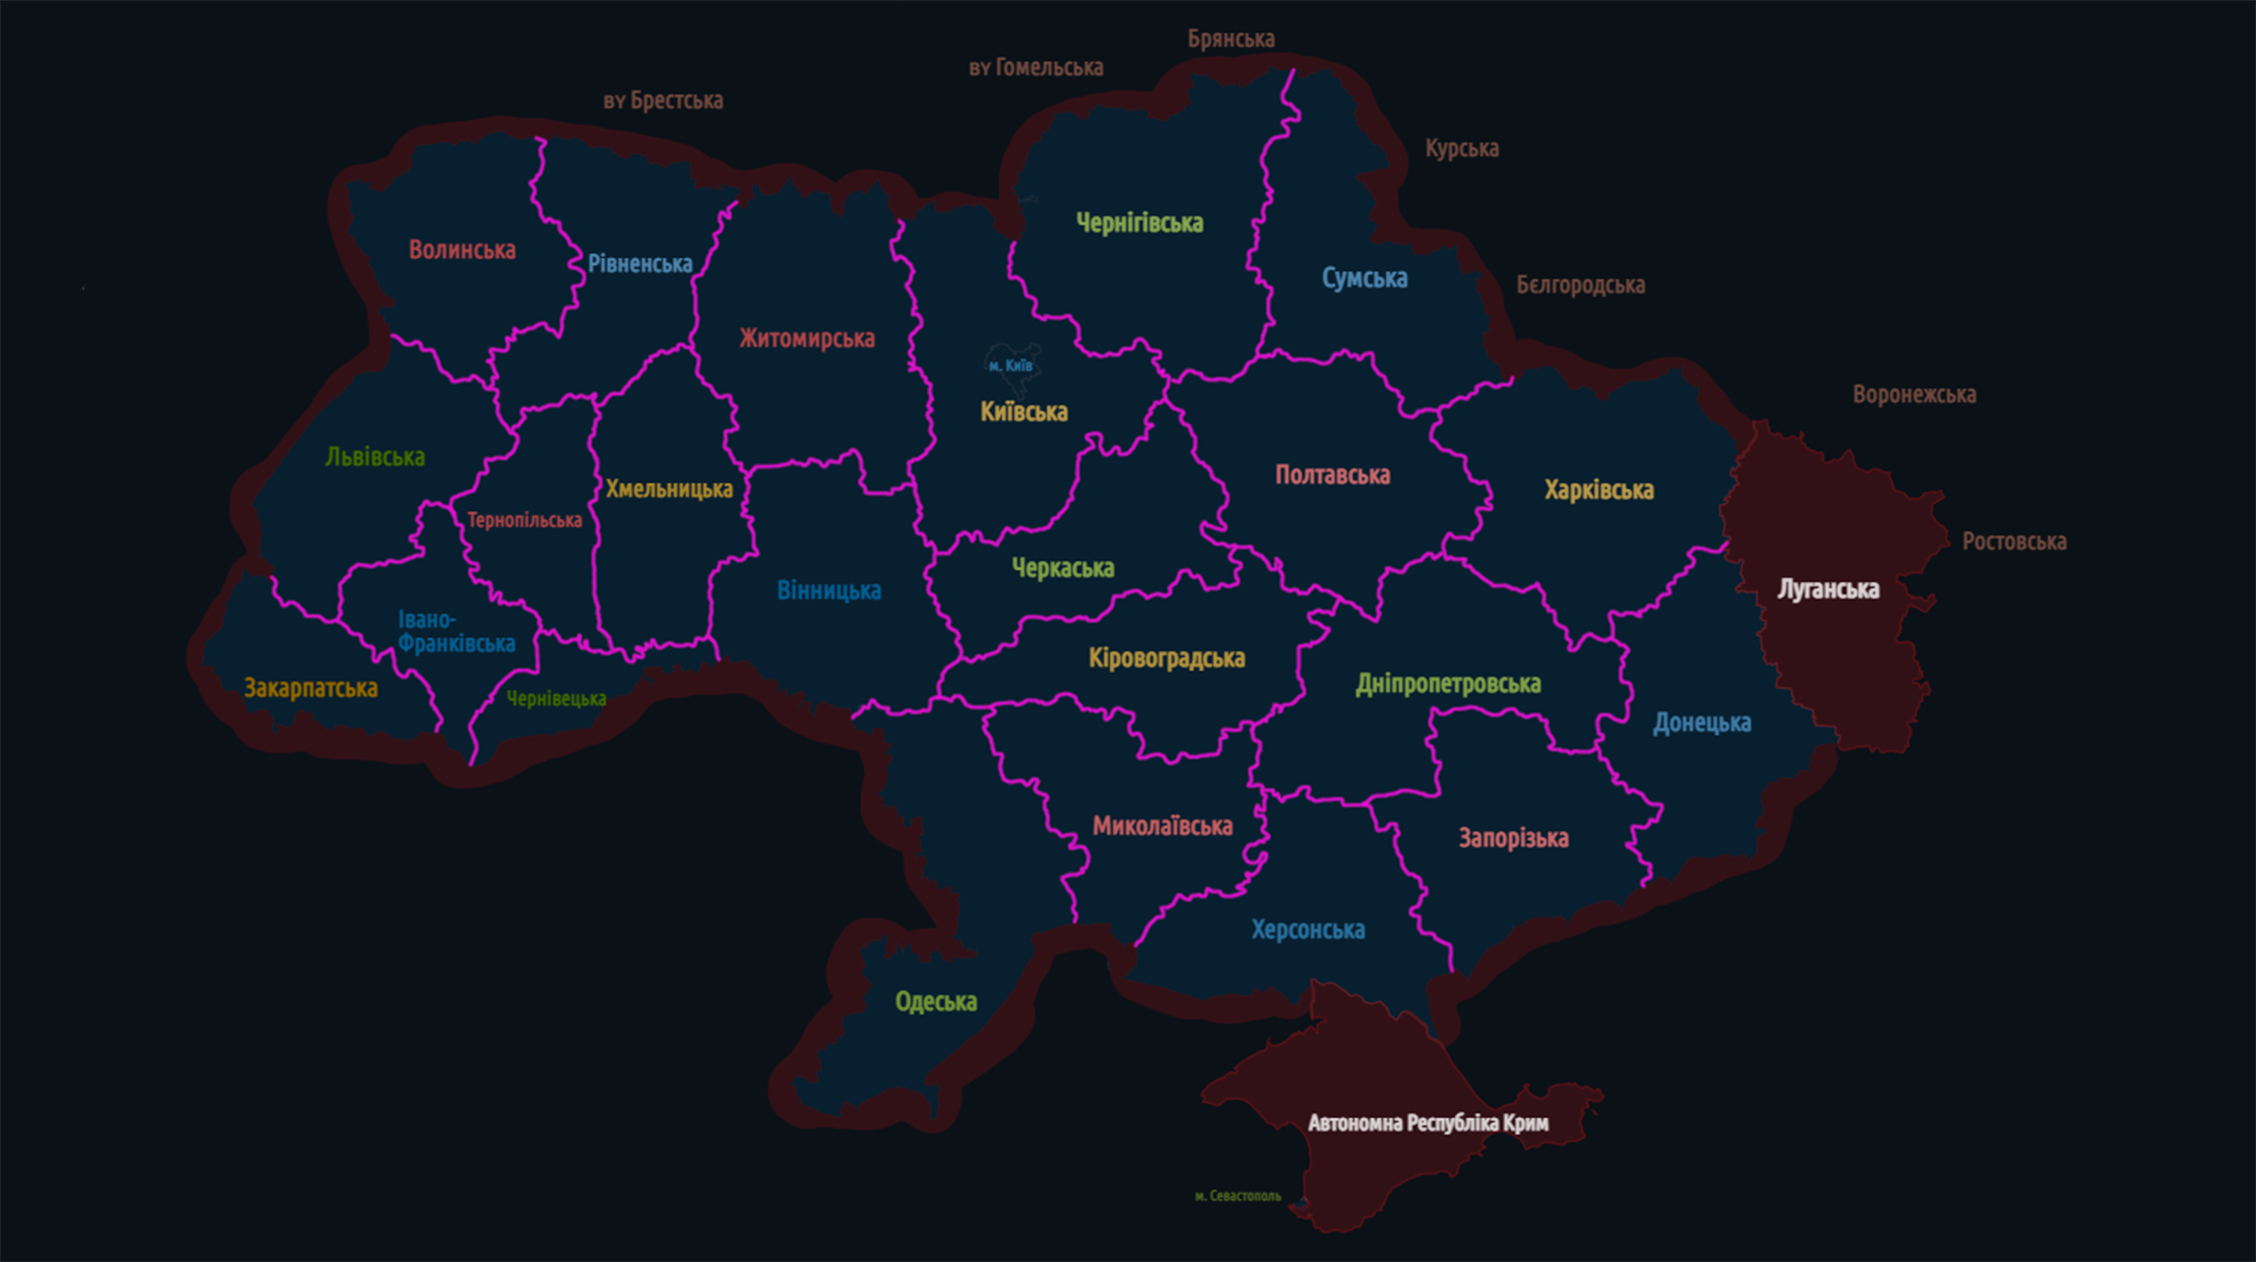 Брянська
BY Гомельська
BY Брестська
Курська
Чернігівська
Волинська
Рівненська
Сумська
Бєлгородська
Житомирська
м. Київ
Воронежська
Київська
Львівська
Полтавська
Хмельницька
Харківська
Тернопільська
Ростовська
Черкаська
Вінницька
Луганська
Івано-
Франківська
Кіровоградська
Закарпатська
Дніпропетровська
Чернівецька
Донецька
Миколаївська
Запорізька
Херсонська
Одеська
Автономна Республіка Крим
м. Севастополь